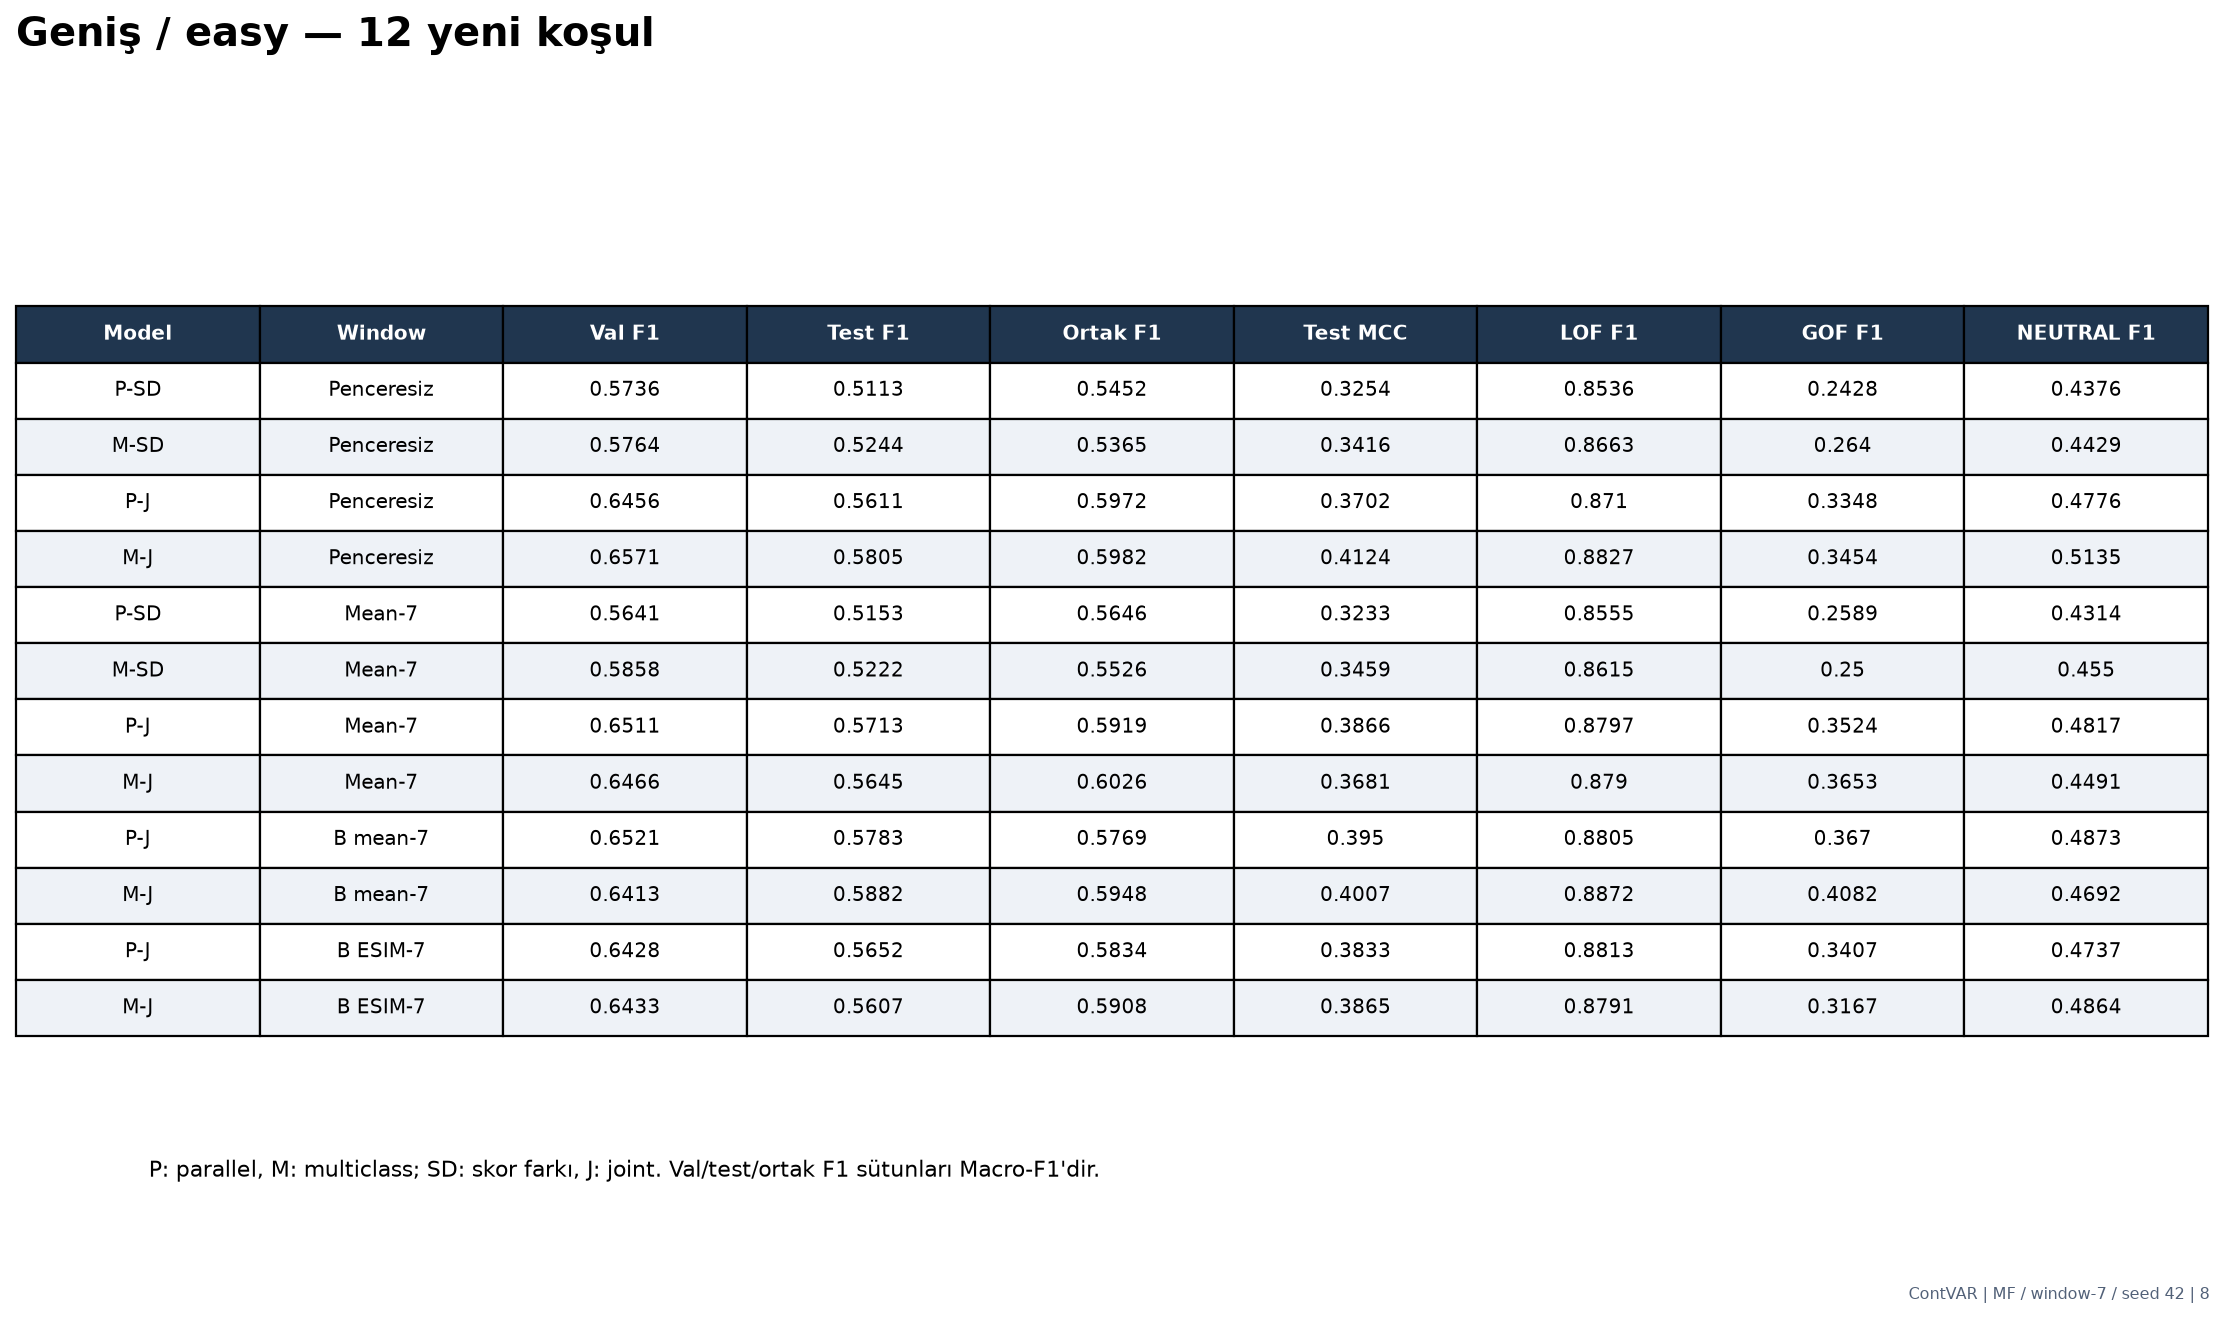 Geniş / easy — 12 yeni koşul
Model Window Val F1 Test F1 Ortak F1 Test MCC LOF F1 GOF F1 NEUTRAL F1
P-SD Penceresiz 0.5736 0.5113 0.5452 0.3254 0.8536 0.2428 0.4376
M-SD Penceresiz 0.5764 0.5244 0.5365 0.3416 0.8663 0.264 0.4429
P-J Penceresiz 0.6456 0.5611 0.5972 0.3702 0.871 0.3348 0.4776
M-J Penceresiz 0.6571 0.5805 0.5982 0.4124 0.8827 0.3454 0.5135
P-SD Mean-7 0.5641 0.5153 0.5646 0.3233 0.8555 0.2589 0.4314
M-SD Mean-7 0.5858 0.5222 0.5526 0.3459 0.8615 0.25 0.455
P-J Mean-7 0.6511 0.5713 0.5919 0.3866 0.8797 0.3524 0.4817
M-J Mean-7 0.6466 0.5645 0.6026 0.3681 0.879 0.3653 0.4491
P-J B mean-7 0.6521 0.5783 0.5769 0.395 0.8805 0.367 0.4873
M-J B mean-7 0.6413 0.5882 0.5948 0.4007 0.8872 0.4082 0.4692
P-J B ESIM-7 0.6428 0.5652 0.5834 0.3833 0.8813 0.3407 0.4737
M-J B ESIM-7 0.6433 0.5607 0.5908 0.3865 0.8791 0.3167 0.4864
P: parallel, M: multiclass; SD: skor farkı, J: joint. Val/test/ortak F1 sütunları Macro-F1'dir.
ContVAR | MF / window-7 / seed 42 | 8